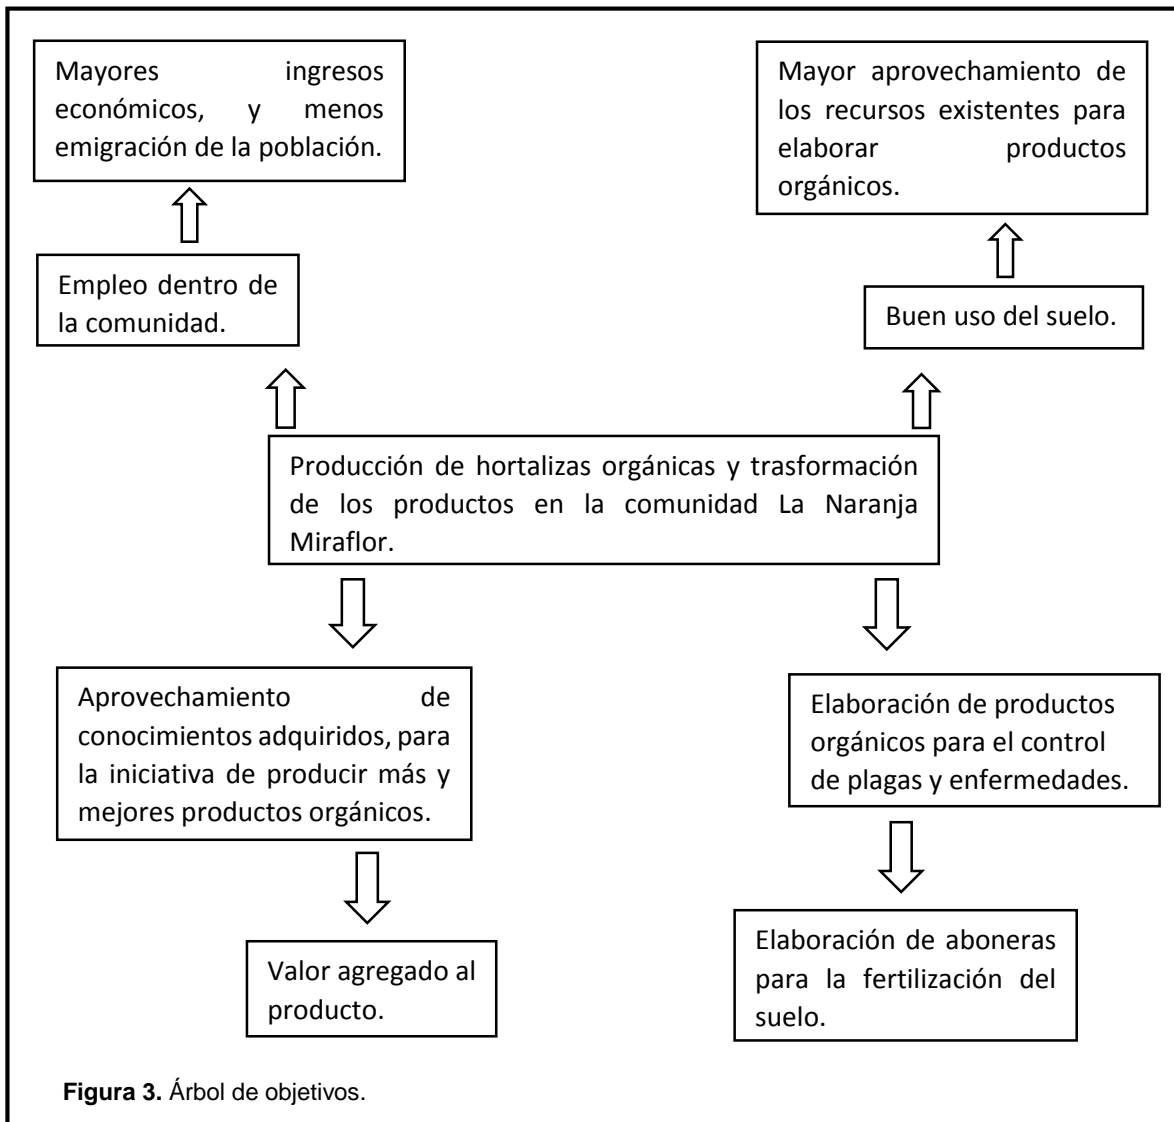 Mayores ingresos
económicos, y menos
emigración de la población.
Mayor aprovechamiento de
los recursos existentes para
elaborar productos
orgánicos.
Empleo dentro de
la comunidad.
Buen uso del suelo.
Producción de hortalizas orgánicas y trasformación
de los productos en la comunidad La Naranja
Miraflor.
Aprovechamiento de
conocimientos adquiridos, para
la iniciativa de producir más y
mejores productos orgánicos.
Elaboración de productos
orgánicos para el control
de plagas y enfermedades.
Valor agregado al
producto.
Elaboración de aboneras
para la fertilización del
suelo.
Figura 3. Árbol de objetivos.